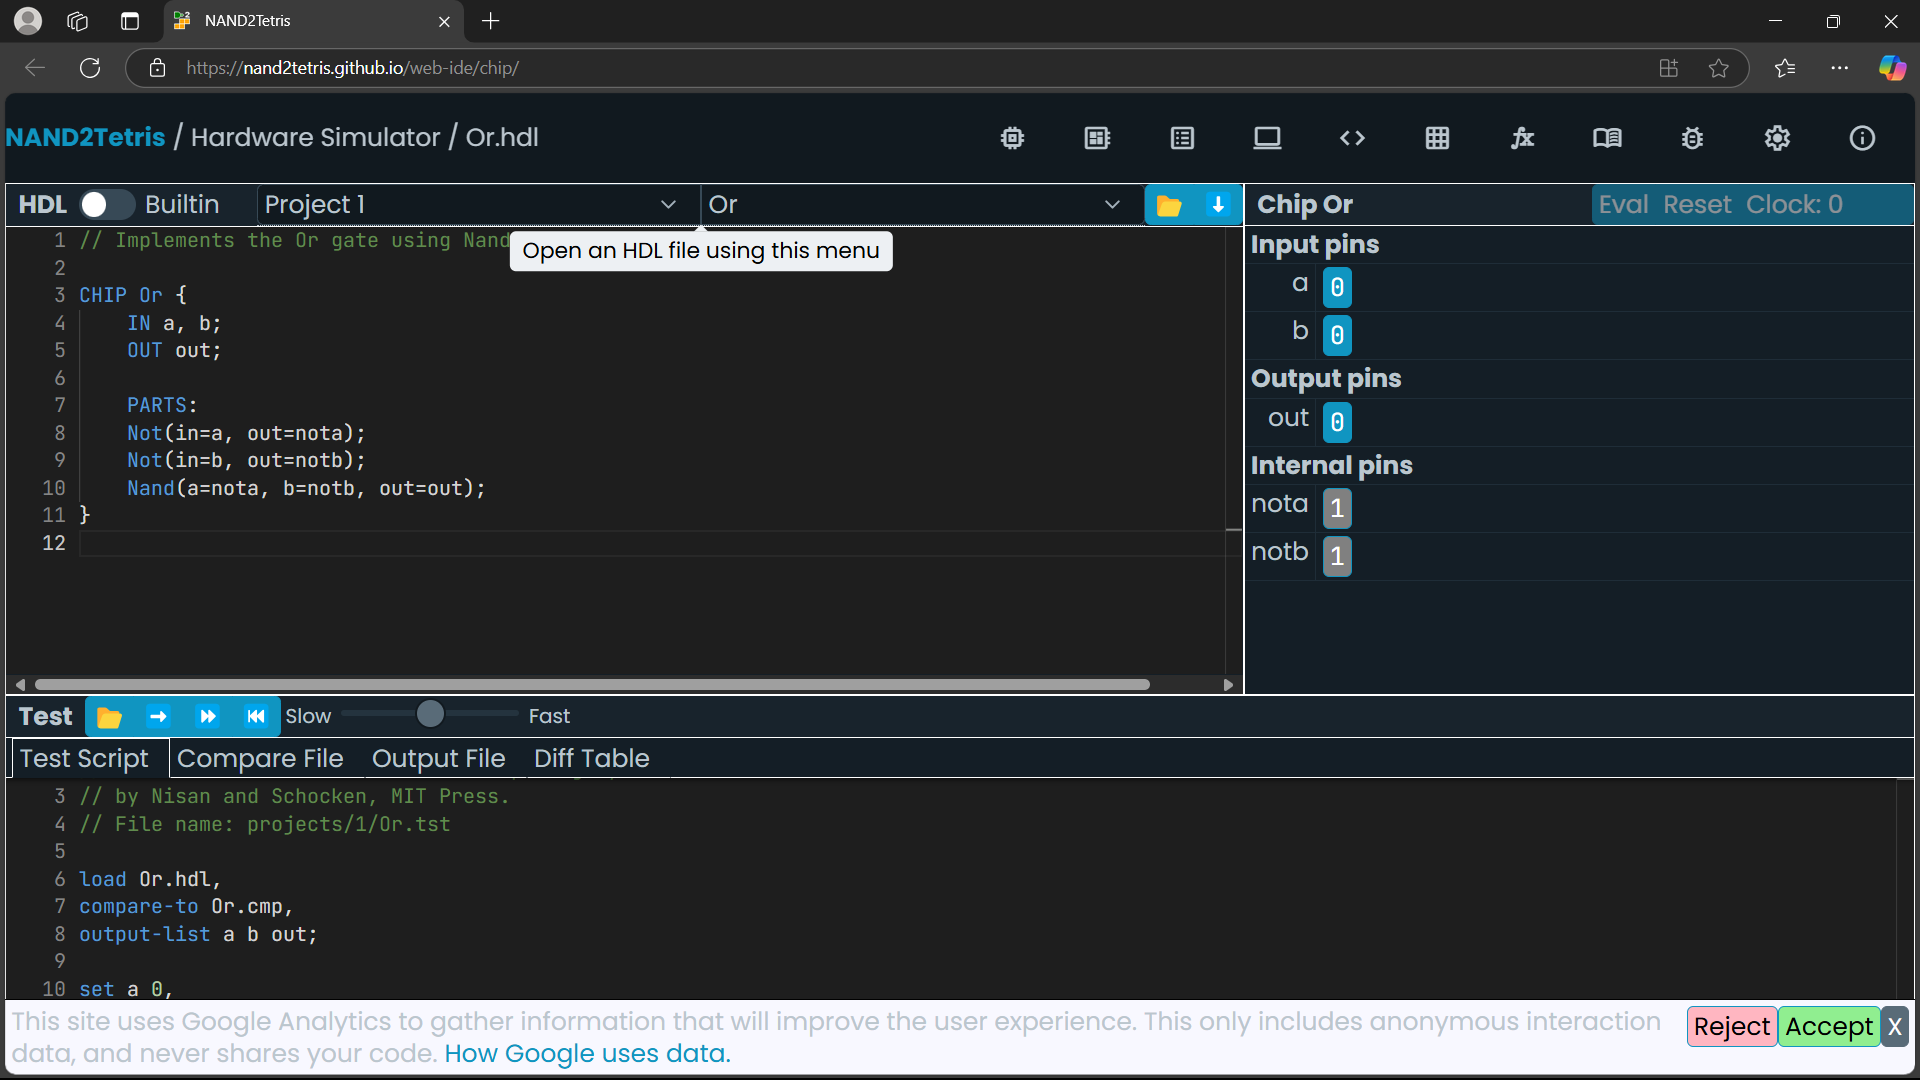 NAND2Tetris
https://nand2tetris.github.io/web-ide/chip/
NAND2Tetris / Hardware Simulator / Or.hdl
HDL Builtin Project 1 Or
Chip Or Eval Reset Clock: 0
Open an HDL file using this menu
1 // Implements the Or gate using Nand
2
3 CHIP Or {
4 IN a, b;
5 OUT out;
6
7 PARTS:
8 Not(in=a, out=nota);
9 Not(in=b, out=notb);
10 Nand(a=nota, b=notb, out=out);
11 }
12
Input pins
a 0
b 0
Output pins
out 0
Internal pins
nota 1
notb 1
Test Slow Fast
Test Script Compare File Output File Diff Table
3 // by Nisan and Schocken, MIT Press.
4 // File name: projects/1/Or.tst
5
6 load Or.hdl,
7 compare-to Or.cmp,
8 output-list a b out;
9
10 set a 0,
This site uses Google Analytics to gather information that will improve the user experience. This only includes anonymous interaction
data, and never shares your code. How Google uses data.
Reject Accept X